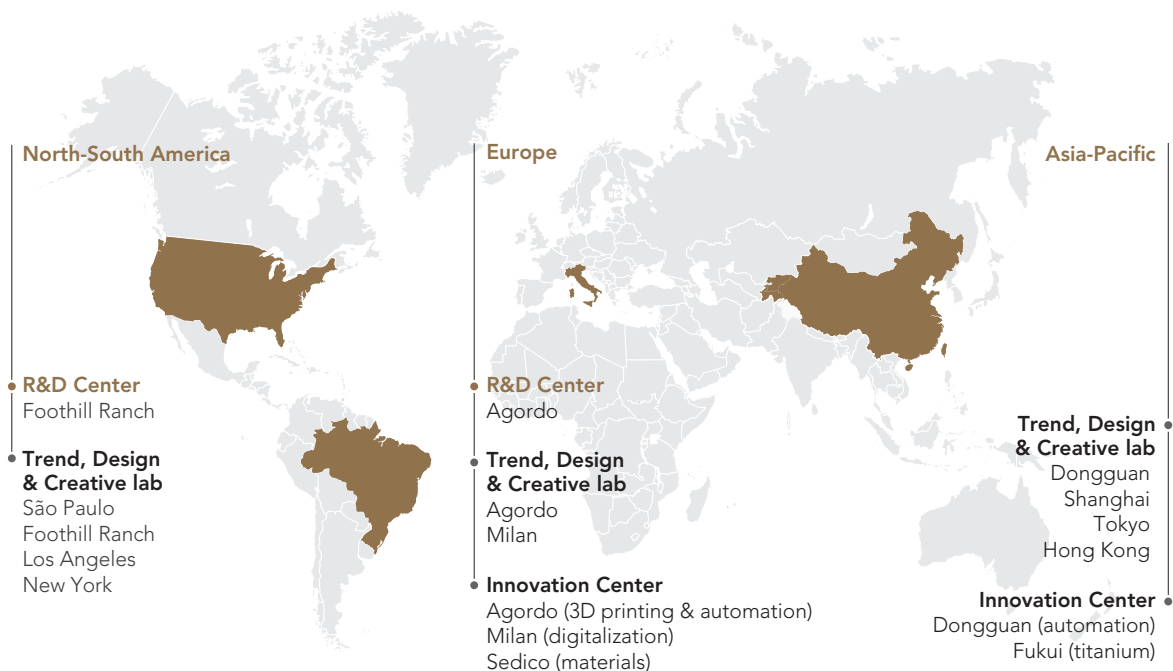 North-South America
R&D Center
Foothill Ranch
Trend, Design
& Creative lab
São Paulo
Foothill Ranch
Los Angeles
New York
Europe
R&D Center
Agordo
Trend, Design
& Creative lab
Agordo
Milan
Innovation Center
Agordo (3D printing & automation)
Milan (digitalization)
Sedico (materials)
Asia-Pacific
Trend, Design
& Creative lab
Dongguan
Shanghai
Tokyo
Hong Kong
Innovation Center
Dongguan (automation)
Fukui (titanium)